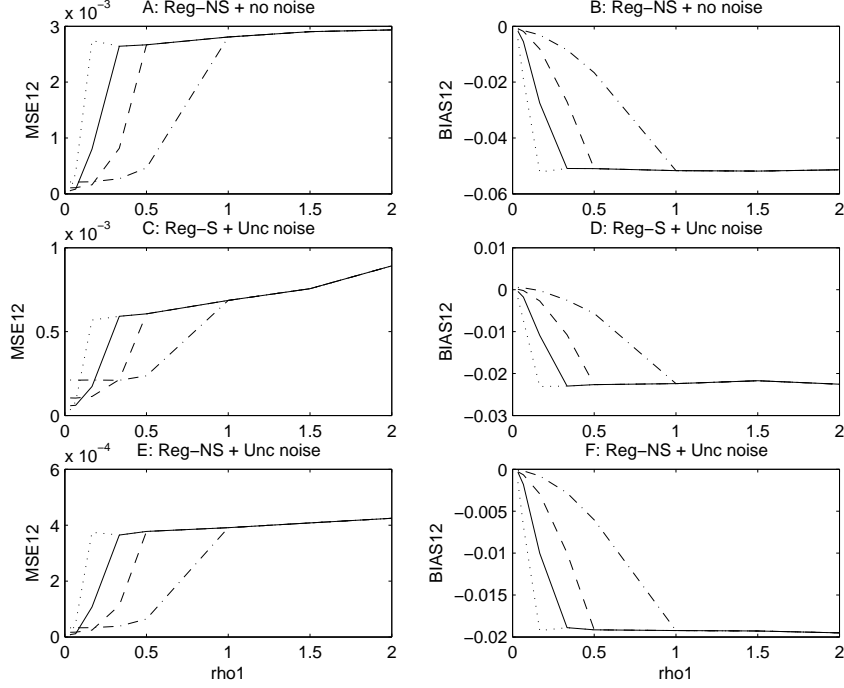 A: Reg-NS + no noise
x 10⁻³
3
2
1
0
MSE12
0 0.5 1 1.5 2
B: Reg-NS + no noise
0
-0.02
-0.04
-0.06
BIAS12
0 0.5 1 1.5 2
C: Reg-S + Unc noise
x 10⁻³
1
0.5
0
MSE12
0 0.5 1 1.5 2
D: Reg-S + Unc noise
0.01
0
-0.01
-0.02
-0.03
BIAS12
0 0.5 1 1.5 2
E: Reg-NS + Unc noise
x 10⁻⁴
6
4
2
0
MSE12
0 0.5 1 1.5 2
rho1
F: Reg-NS + Unc noise
0
-0.005
-0.01
-0.015
-0.02
BIAS12
0 0.5 1 1.5 2
rho1